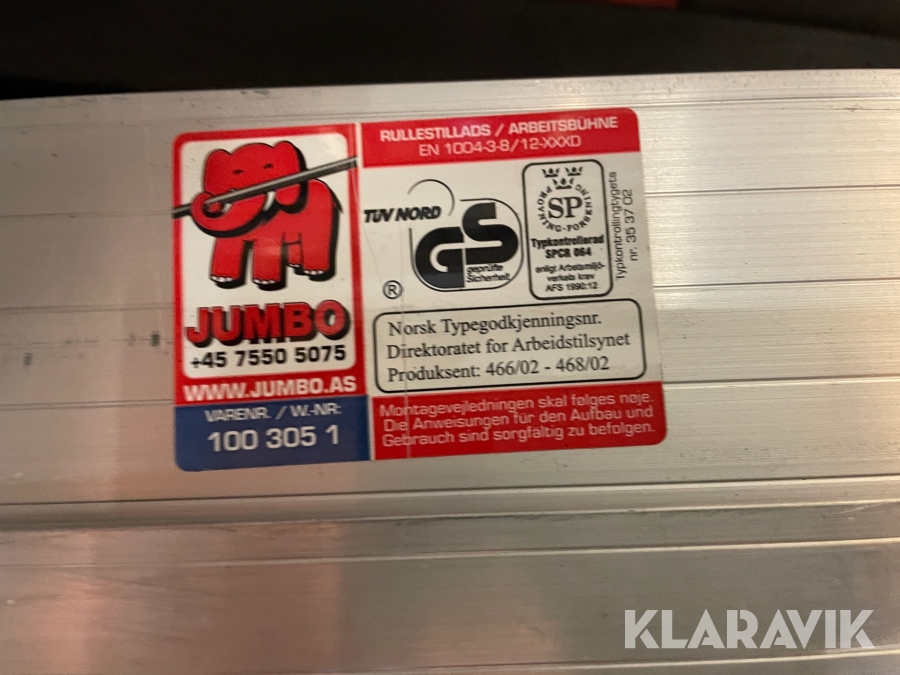 JUMBO
+45 7550 5075
WWW.JUMBO.AS
VARENR. / W.-NR:
100 305 1
RULLESTILLADS / ARBEITSBÜHNE
EN 1004-3-8/12-XXXD
TÜV NORD
GS
geprüfte
Sicherheit
®
PROVNING-FORSKNING
SP
Typkontrollerad
SPCR 064
enligt Arbetsmiljö-
verkets krav
AFS 1990:12
Typkontrollintygets
nr. 35 37 02
Norsk Typegodkjenningsnr.
Direktoratet for Arbeidstilsynet
Produksent: 466/02 - 468/02
Montagevejledningen skal følges nøje.
Die Anweisungen für den Aufbau und
Gebrauch sind sorgfältig zu befolgen.
KLARAVIK